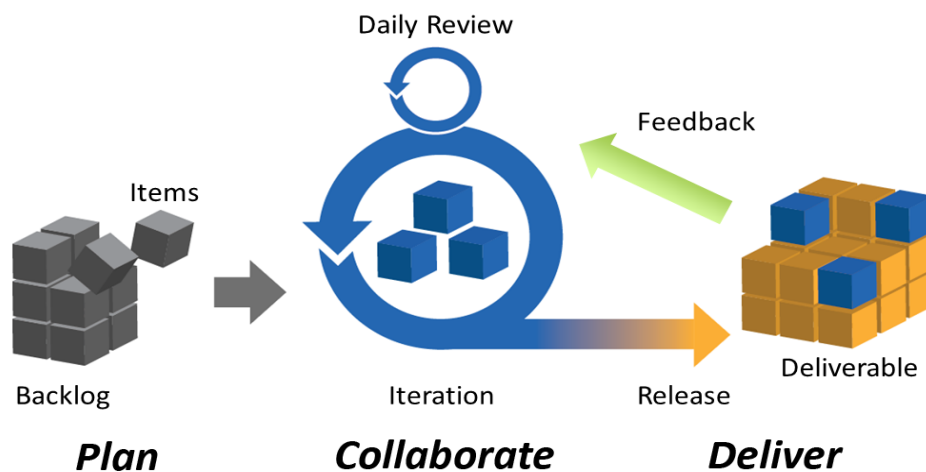 Daily Review
Feedback
Items
Deliverable
Backlog
Iteration
Release
Plan
Collaborate
Deliver